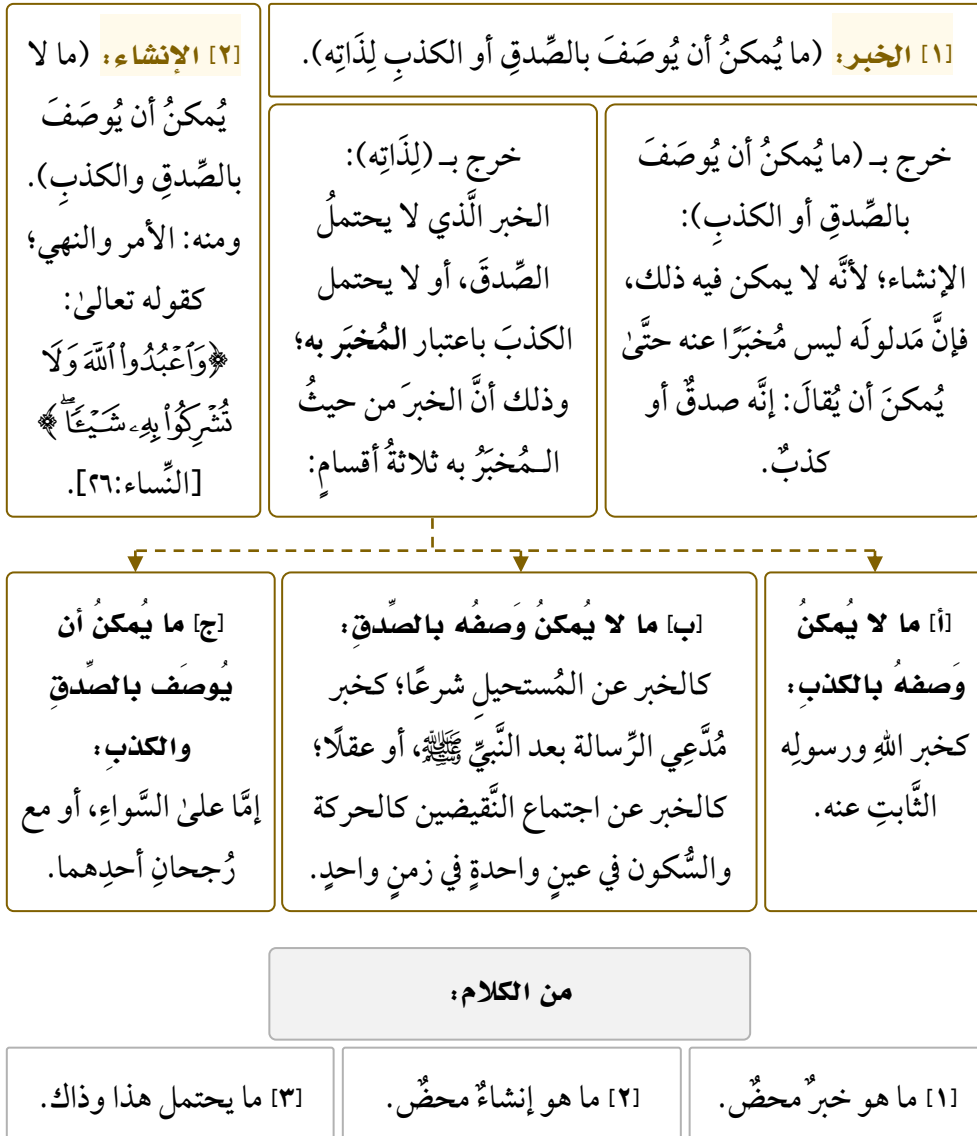 [١] الخبر: (ما يُمكنُ أن يُوصَفَ بالصِّدقِ أو الكذبِ لِذَاتِه).
خرج بـ (ما يُمكنُ أن يُوصَفَ
بالصِّدقِ أو الكذبِ):
الإنشاء؛ لأنَّه لا يمكن فيه ذلك،
فإنَّ مَدلولَه ليس مُخبَرًا عنه حتَّىٰ
يُمكنَ أن يُقالَ: إنَّه صدقٌ أو
كذبٌ.
خرج بـ (لِذَاتِه):
الخبر الَّذي لا يحتملُ
الصِّدقَ، أو لا يحتمل
الكذبَ باعتبار المُخبَر به؛
وذلك أنَّ الخبرَ من حيثُ
الـمُخبَرُ به ثلاثةُ أقسامٍ:
[٢] الإنشاء: (ما لا
يُمكنُ أن يُوصَفَ
بالصِّدقِ والكذبِ).
ومنه: الأمر والنهي؛
كقوله تعالىٰ:
﴿وَٱعۡبُدُواْ ٱللَّهَ وَلَا
تُشۡرِكُواْ بِهِۦ شَيۡـٔٗاۖ﴾
[النِّساء:٢٦].
[أ] ما لا يُمكنُ
وَصفهُ بالكذبِ:
كخبر اللهِ ورسولِه
الثَّابتِ عنه.
[ب] ما لا يُمكنُ وَصفُه بالصِّدقِ:
كالخبر عن المُستحيلِ شرعًا؛ كخبر
مُدَّعِي الرِّسالة بعد النَّبيِّ ﷺ، أو عقلًا؛
كالخبر عن اجتماع النَّقيضين كالحركة
والسُّكون في عينٍ واحدةٍ في زمنٍ واحدٍ.
[ج] ما يُمكنُ أن
يُوصَف بالصِّدقِ
والكذبِ:
إمَّا علىٰ السَّواءِ، أو مع
رُجحانِ أحدِهما.
من الكلام:
[١] ما هو خبرٌ محضٌ.
[٢] ما هو إنشاءٌ محضٌ.
[٣] ما يحتمل هذا وذاك.